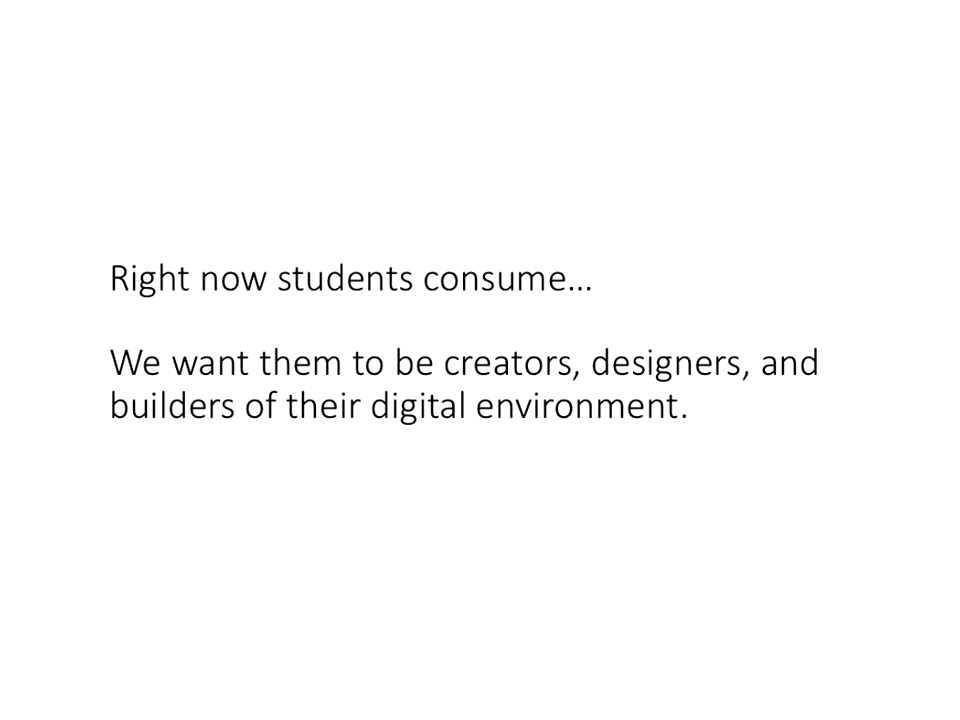 Right now students consume…
We want them to be creators, designers, and
builders of their digital environment.